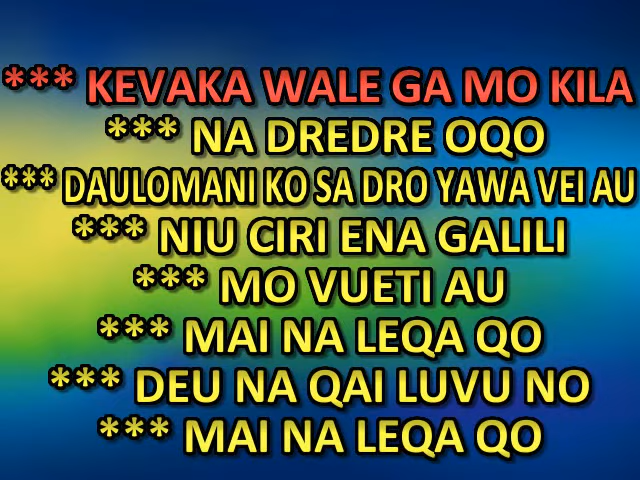 *** KEVAKA WALE GA MO KILA
*** NA DREDRE OQO
*** DAULOMANI KO SA DRO YAWA VEI AU
*** NIU CIRI ENA GALILI
*** MO VUETI AU
*** MAI NA LEQA QO
*** DEU NA QAI LUVU NO
*** MAI NA LEQA QO